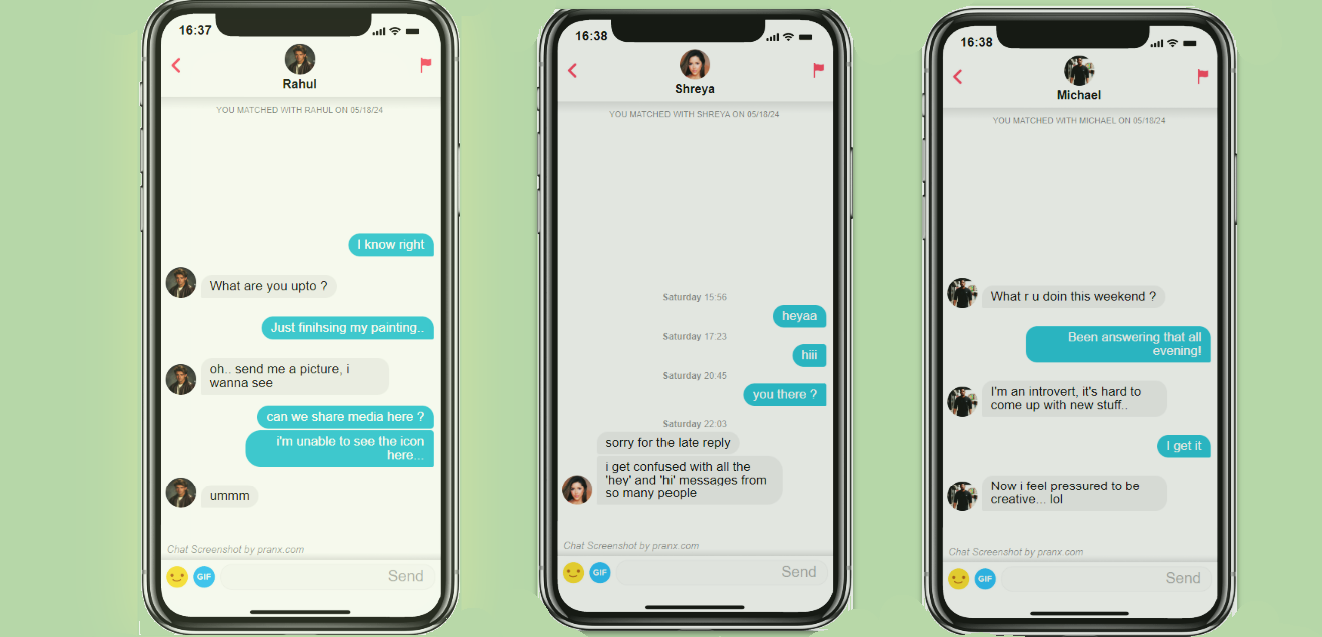 16:37
Rahul
YOU MATCHED WITH RAHUL ON 05/18/24
I know right
What are you upto ?
Just finihsing my painting..
oh.. send me a picture, i
wanna see
can we share media here ?
i'm unable to see the icon
here...
ummm
Chat Screenshot by pranx.com
GIF
Send
16:38
Shreya
YOU MATCHED WITH SHREYA ON 05/18/24
Saturday 15:56
heyaa
Saturday 17:23
hiii
Saturday 20:45
you there ?
Saturday 22:03
sorry for the late reply
i get confused with all the
'hey' and 'hi' messages from
so many people
Chat Screenshot by pranx.com
GIF
Send
16:38
Michael
YOU MATCHED WITH MICHAEL ON 05/18/24
What r u doin this weekend ?
Been answering that all
evening!
I'm an introvert, it's hard to
come up with new stuff..
I get it
Now i feel pressured to be
creative... lol
Chat Screenshot by pranx.com
GIF
Send